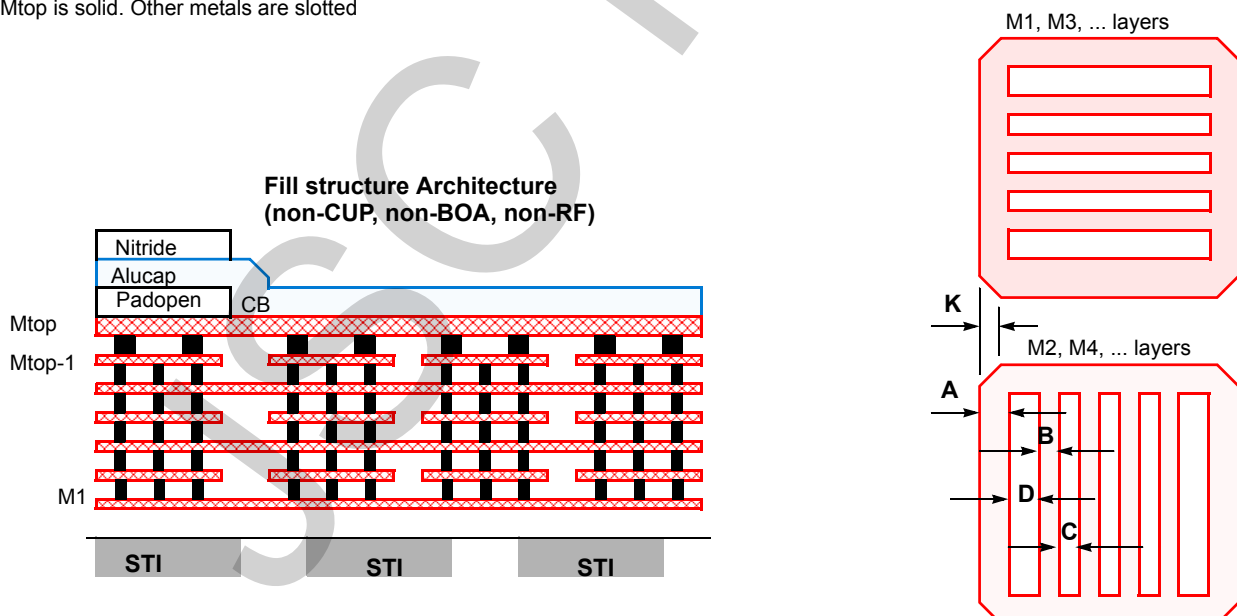 Mtop is solid. Other metals are slotted
M1, M3, ... layers
Fill structure Architecture
(non-CUP, non-BOA, non-RF)
Nitride
Alucap
Padopen
CB
Mtop
Mtop-1
M1
STI
STI
STI
K
M2, M4, ... layers
A
B
D
C